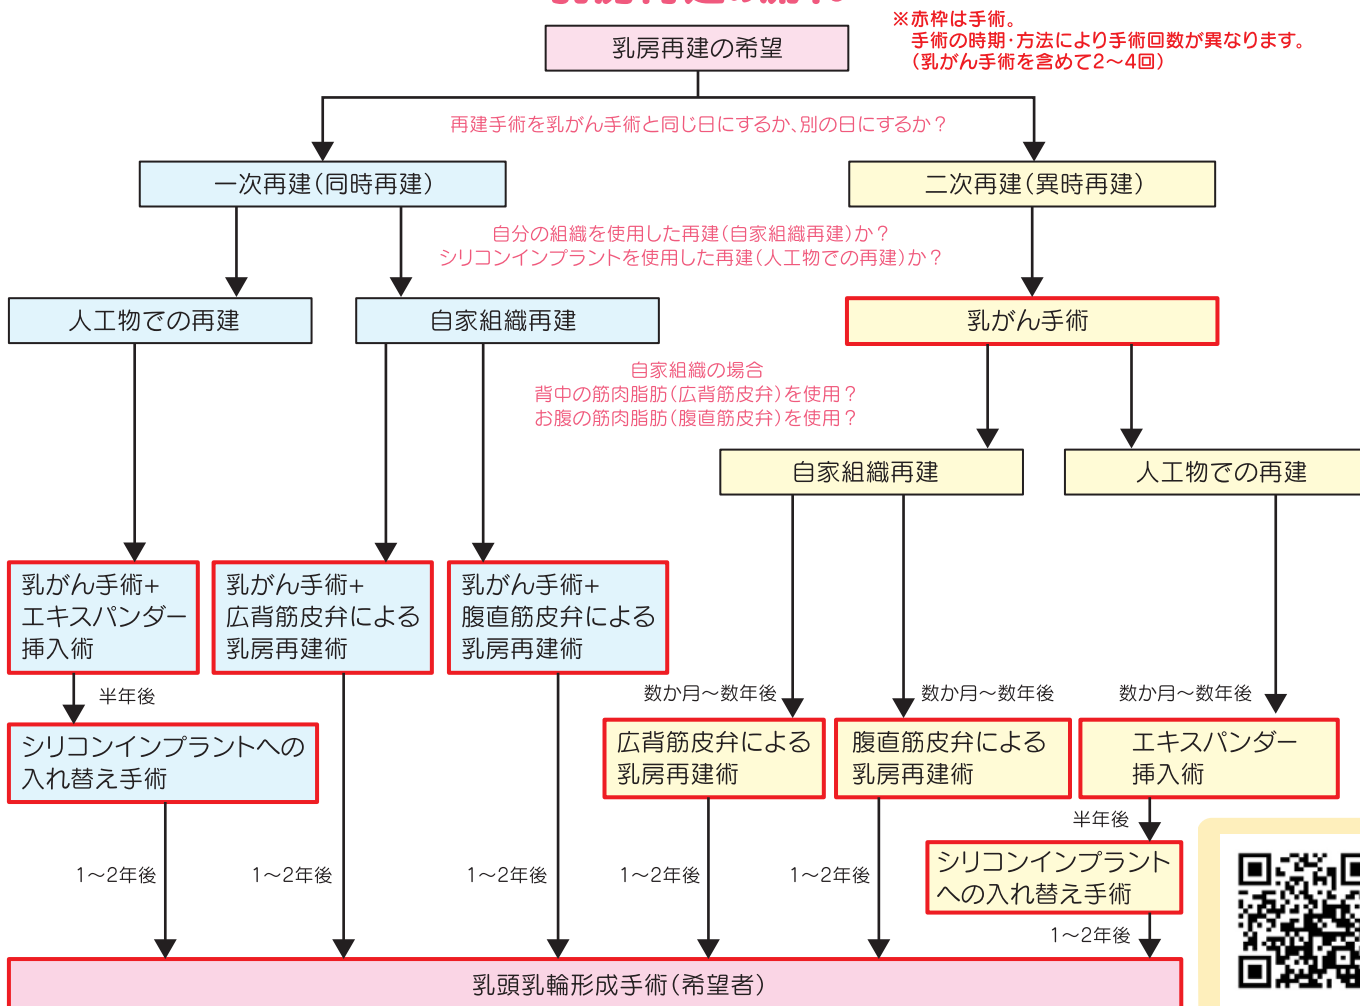 ※赤枠は手術。
手術の時期・方法により手術回数が異なります。
(乳がん手術を含めて2～4回)
乳房再建の希望
再建手術を乳がん手術と同じ日にするか、別の日にするか？
一次再建(同時再建)
二次再建(異時再建)
自分の組織を使用した再建(自家組織再建)か？
シリコンインプラントを使用した再建(人工物での再建)か？
人工物での再建
自家組織再建
乳がん手術
自家組織の場合
背中の筋肉脂肪(広背筋皮弁)を使用？
お腹の筋肉脂肪(腹直筋皮弁)を使用？
自家組織再建
人工物での再建
乳がん手術+
エキスパンダー
挿入術
乳がん手術+
広背筋皮弁による
乳房再建術
乳がん手術+
腹直筋皮弁による
乳房再建術
半年後
数か月～数年後
数か月～数年後
数か月～数年後
シリコンインプラントへの
入れ替え手術
広背筋皮弁による
乳房再建術
腹直筋皮弁による
乳房再建術
エキスパンダー
挿入術
半年後
シリコンインプラント
への入れ替え手術
1～2年後
1～2年後
1～2年後
1～2年後
1～2年後
1～2年後
乳頭乳輪形成手術(希望者)